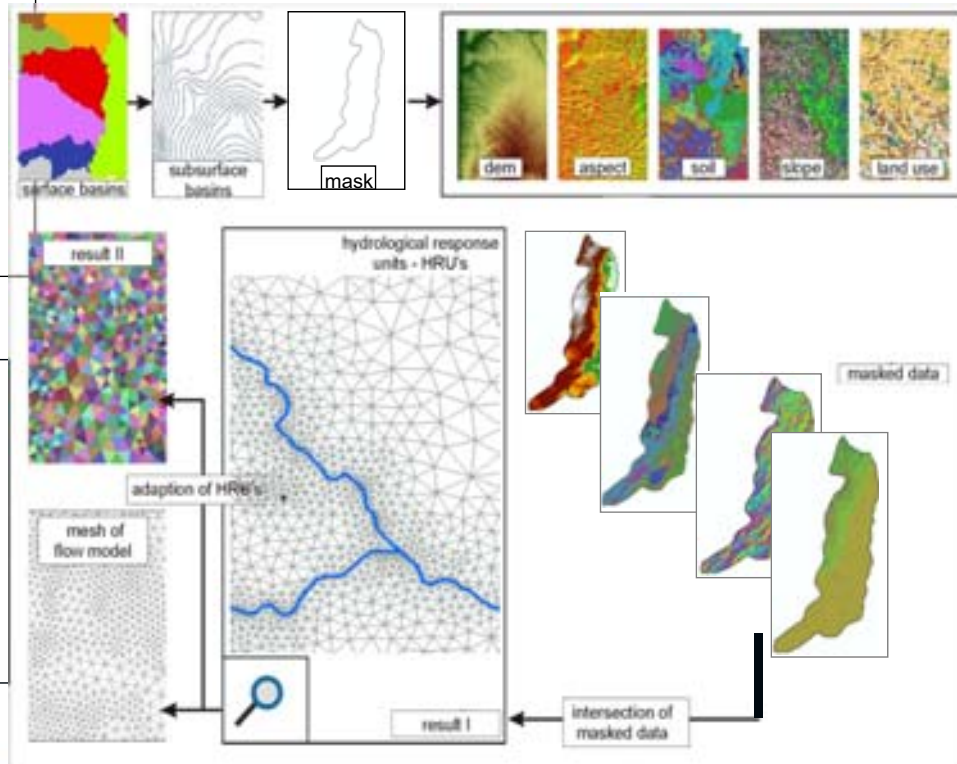 surface basins
subsurface
basins
mask
dem
aspect
soil
slope
land use
result II
hydrological response
units - HRU's
masked data
adaption of HRU's
mesh of
flow model
result I
intersection of
masked data